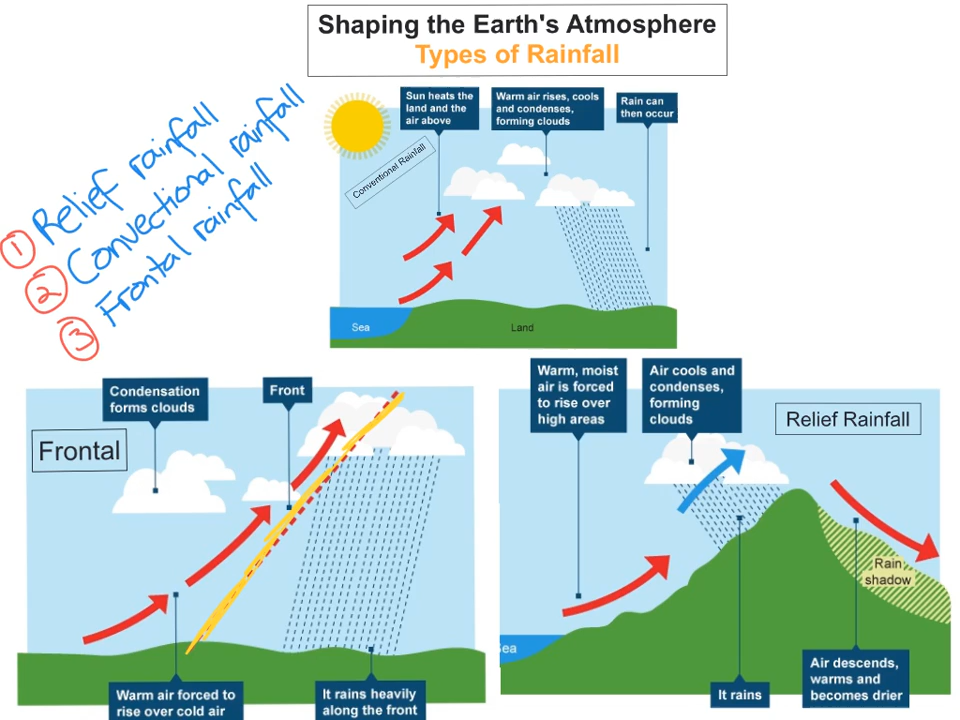 Shaping the Earth's Atmosphere
Types of Rainfall
① Relief rainfall
② Convectional rainfall
③ Frontal rainfall
Sun heats the
land and the
air above
Warm air rises, cools
and condenses,
forming clouds
Rain can
then occur
Conventional Rainfall
Sea
Land
Condensation
forms clouds
Front
Frontal
Warm air forced to
rise over cold air
It rains heavily
along the front
Warm, moist
air is forced
to rise over
high areas
Air cools and
condenses,
forming
clouds
Relief Rainfall
Rain
shadow
Sea
It rains
Air descends,
warms and
becomes drier